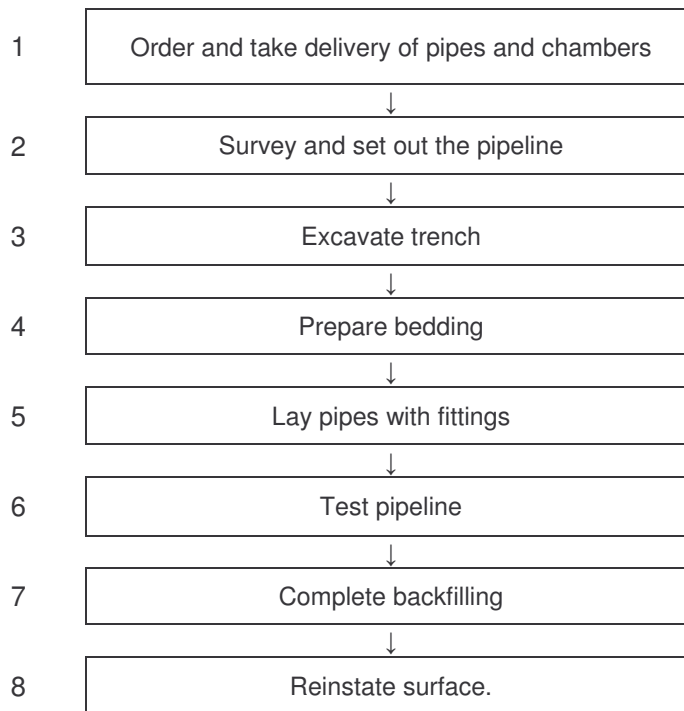 1 Order and take delivery of pipes and chambers
↓
2 Survey and set out the pipeline
↓
3 Excavate trench
↓
4 Prepare bedding
↓
5 Lay pipes with fittings
↓
6 Test pipeline
↓
7 Complete backfilling
↓
8 Reinstate surface.